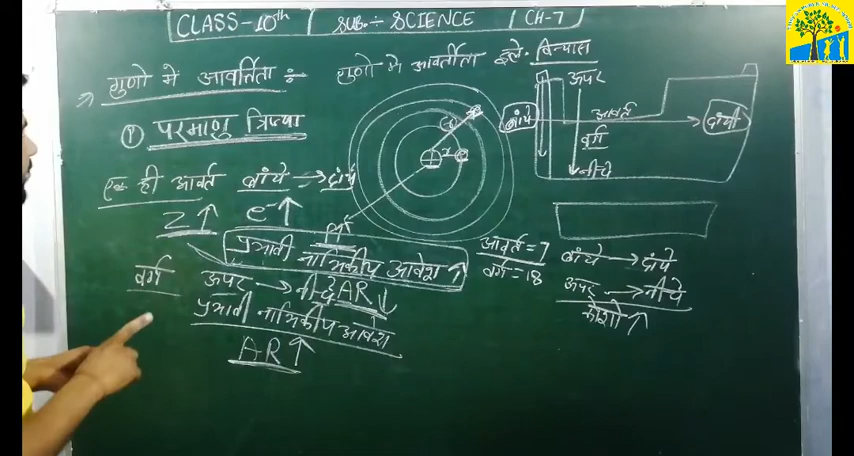 CLASS-10th SUB.÷ SCIENCE CH-7
गुणो मे आवर्तिता :- गुणो मे आवर्तीता इले. विन्यास
① परमाणु त्रिज्या
एक ही आवर्त बांये → दांये
Z↑ e⁻↑
प्रभावी नाभिकीय आवेश ↑
वर्ग ऊपर → नीचे AR↓
प्रभावी नाभिकीय आवेश
AR↑
आवर्त = 7
वर्ग = 18
ऊपर
बांये आवर्त दांयी
वर्ग
नीचे
बांये → दांये
ऊपर → नीचे
कोशो ↑